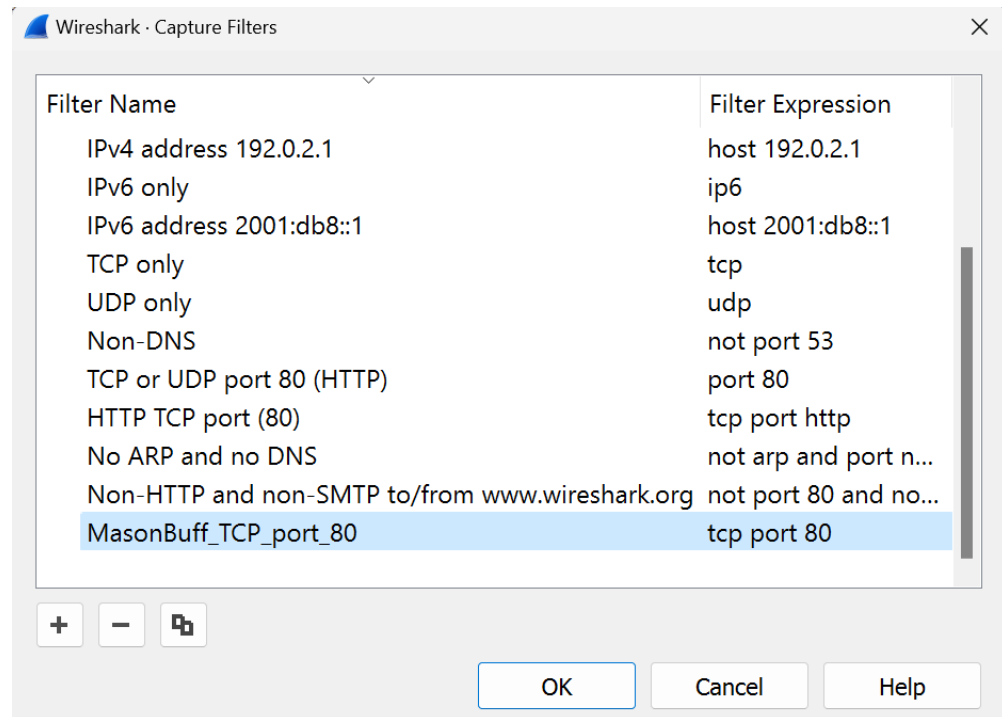 Wireshark · Capture Filters
Filter Name Filter Expression
IPv4 address 192.0.2.1 host 192.0.2.1
IPv6 only ip6
IPv6 address 2001:db8::1 host 2001:db8::1
TCP only tcp
UDP only udp
Non-DNS not port 53
TCP or UDP port 80 (HTTP) port 80
HTTP TCP port (80) tcp port http
No ARP and no DNS not arp and port n...
Non-HTTP and non-SMTP to/from www.wireshark.org not port 80 and no...
MasonBuff_TCP_port_80 tcp port 80
OK Cancel Help